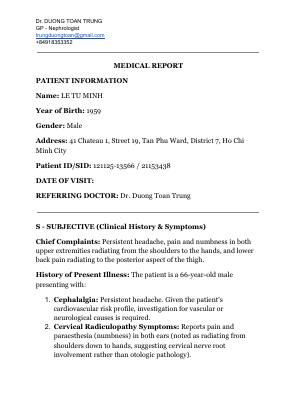 Dr. DUONG TOAN TRUNG
GP - Nephrologist
trungduongtoan@gmail.com
+84918353352
MEDICAL REPORT
PATIENT INFORMATION
Name: LE TU MINH
Year of Birth: 1959
Gender: Male
Address: 41 Chateau 1, Street 19, Tan Phu Ward, District 7, Ho Chi
Minh City
Patient ID/SID: 121125-13566 / 21153438
DATE OF VISIT:
REFERRING DOCTOR: Dr. Duong Toan Trung
S - SUBJECTIVE (Clinical History & Symptoms)
Chief Complaints: Persistent headache, pain and numbness in both
upper extremities radiating from the shoulders to the hands, and lower
back pain radiating to the posterior aspect of the thigh.
History of Present Illness: The patient is a 66-year-old male
presenting with:
1. Cephalgia: Persistent headache. Given the patient's
cardiovascular risk profile, investigation for vascular or
neurological causes is required.
2. Cervical Radiculopathy Symptoms: Reports pain and
paraesthesia (numbness) in both ears (noted as radiating from
shoulders down to hands, suggesting cervical nerve root
involvement rather than otologic pathology).